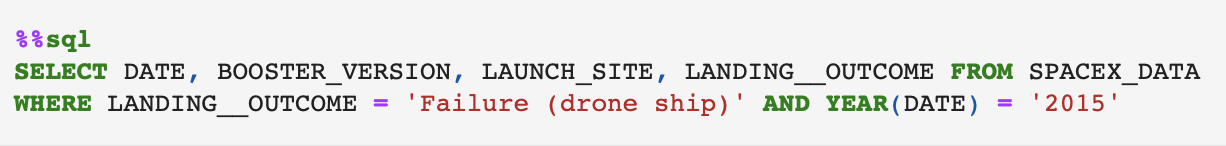 %%sql
SELECT DATE, BOOSTER_VERSION, LAUNCH_SITE, LANDING__OUTCOME FROM SPACEX_DATA
WHERE LANDING__OUTCOME = 'Failure (drone ship)' AND YEAR(DATE) = '2015'